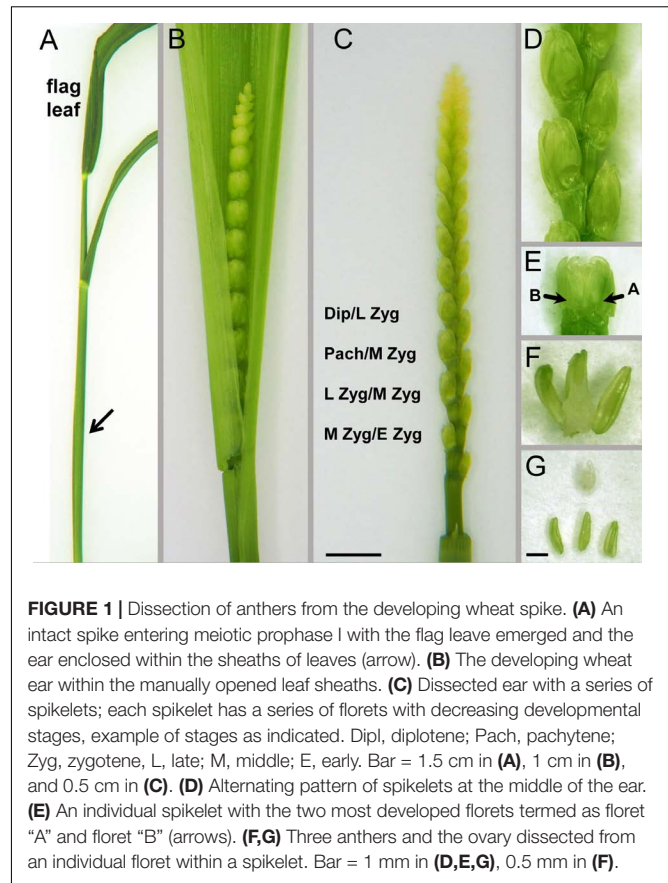 A
B
C
D
flag
leaf
E
B
A
Dip/L Zyg
Pach/M Zyg
F
L Zyg/M Zyg
M Zyg/E Zyg
G
FIGURE 1 | Dissection of anthers from the developing wheat spike. (A) An
intact spike entering meiotic prophase I with the flag leave emerged and the
ear enclosed within the sheaths of leaves (arrow). (B) The developing wheat
ear within the manually opened leaf sheaths. (C) Dissected ear with a series of
spikelets; each spikelet has a series of florets with decreasing developmental
stages, example of stages as indicated. Dipl, diplotene; Pach, pachytene;
Zyg, zygotene, L, late; M, middle; E, early. Bar = 1.5 cm in (A), 1 cm in (B),
and 0.5 cm in (C). (D) Alternating pattern of spikelets at the middle of the ear.
(E) An individual spikelet with the two most developed florets termed as floret
“A” and floret “B” (arrows). (F,G) Three anthers and the ovary dissected from
an individual floret within a spikelet. Bar = 1 mm in (D,E,G), 0.5 mm in (F).